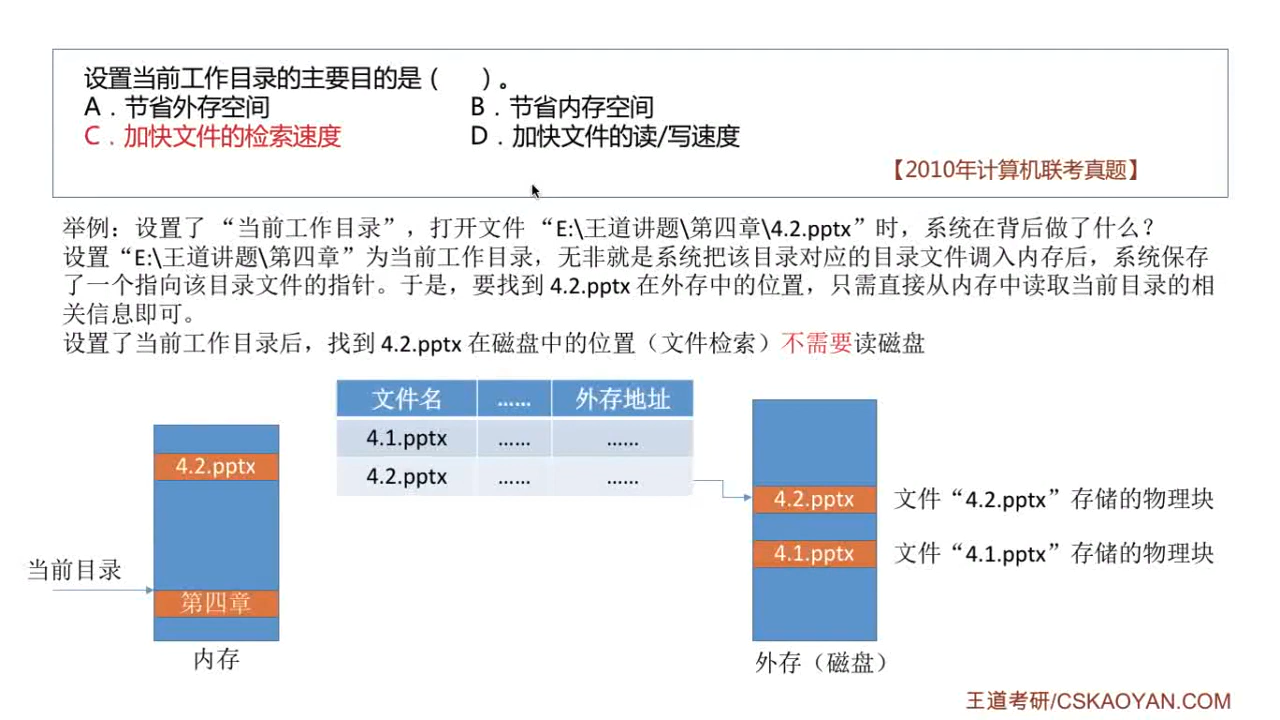 设置当前工作目录的主要目的是（ ）。
A．节省外存空间 B．节省内存空间
C．加快文件的检索速度 D．加快文件的读/写速度
【2010年计算机联考真题】
举例：设置了 “当前工作目录”，打开文件 “E:\王道讲题\第四章\4.2.pptx”时，系统在背后做了什么？
设置“E:\王道讲题\第四章”为当前工作目录，无非就是系统把该目录对应的目录文件调入内存后，系统保存
了一个指向该目录文件的指针。于是，要找到 4.2.pptx 在外存中的位置，只需直接从内存中读取当前目录的相
关信息即可。
设置了当前工作目录后，找到 4.2.pptx 在磁盘中的位置（文件检索）不需要读磁盘
文件名 …… 外存地址
4.1.pptx …… ……
4.2.pptx …… ……
4.2.pptx
当前目录
第四章
内存
4.2.pptx 文件“4.2.pptx”存储的物理块
4.1.pptx 文件“4.1.pptx”存储的物理块
外存（磁盘）
王道考研/CSKAOYAN.COM